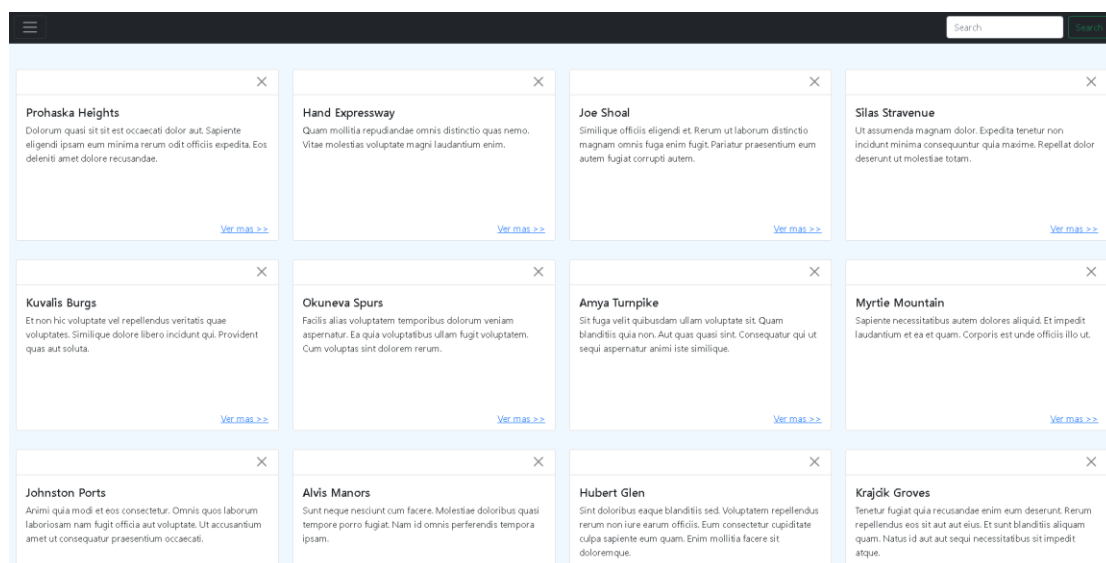 Search
Search
Prohaska Heights
Dolorum quasi sit sit est occaecati dolor aut. Sapiente
eligendi ipsam eum minima rerum odit officiis expedita. Eos
deleniti amet dolore recusandae.
Ver mas >>
Hand Expressway
Quam mollitia repudiandae omnis distinctio quas nemo.
Vitae molestias voluptate magni laudantium enim.
Ver mas >>
Joe Shoal
Similique officiis eligendi et. Rerum ut laborum distinctio
magnam omnis fuga enim fugit. Pariatur praesentium eum
autem fugiat corrupti autem.
Ver mas >>
Silas Stravenue
Ut assumenda magnam dolor. Expedita tenetur non
incidunt minima consequuntur quia maxime. Repellat dolor
deserunt ut molestiae totam.
Ver mas >>
Kuvalis Burgs
Et non hic voluptate vel repellendus veritatis quae
voluptates. Similique dolore libero incidunt qui. Provident
quas aut soluta.
Ver mas >>
Okuneva Spurs
Facilis alias voluptatem temporibus dolorum veniam
aspernatur. Ea quia voluptatibus ullam fugit voluptatem.
Cum voluptas sint dolorem rerum.
Ver mas >>
Amya Turnpike
Sit fuga velit quibusdam ullam voluptate sit. Quam
blanditiis quia non. Aut quas quasi sint. Consequatur qui ut
sequi aspernatur animi iste similique.
Ver mas >>
Myrtie Mountain
Sapiente necessitatibus autem dolores aliquid. Et impedit
laudantium et ea et quam. Corporis est unde officiis illo ut.
Ver mas >>
Johnston Ports
Animi quia modi et eos consectetur. Omnis quos laborum
laboriosam nam fugit officia aut voluptate. Ut accusantium
amet ut consequatur praesentium occaecati.
Alvis Manors
Sunt neque nesciunt cum facere. Molestiae doloribus quasi
tempore porro fugiat. Nam id omnis perferendis tempora
ipsam.
Hubert Glen
Sint doloribus eaque blanditiis sed. Voluptatem repellendus
rerum non iure earum officiis. Eum consectetur cupiditate
culpa sapiente eum quam. Enim mollitia facere sit
doloremque.
Krajcik Groves
Tenetur fugiat quia recusandae enim eum deserunt. Rerum
repellendus eos sit aut aut eius. Et sunt blanditiis aliquam
quam. Natus id aut aut sequi necessitatibus sit impedit
atque.